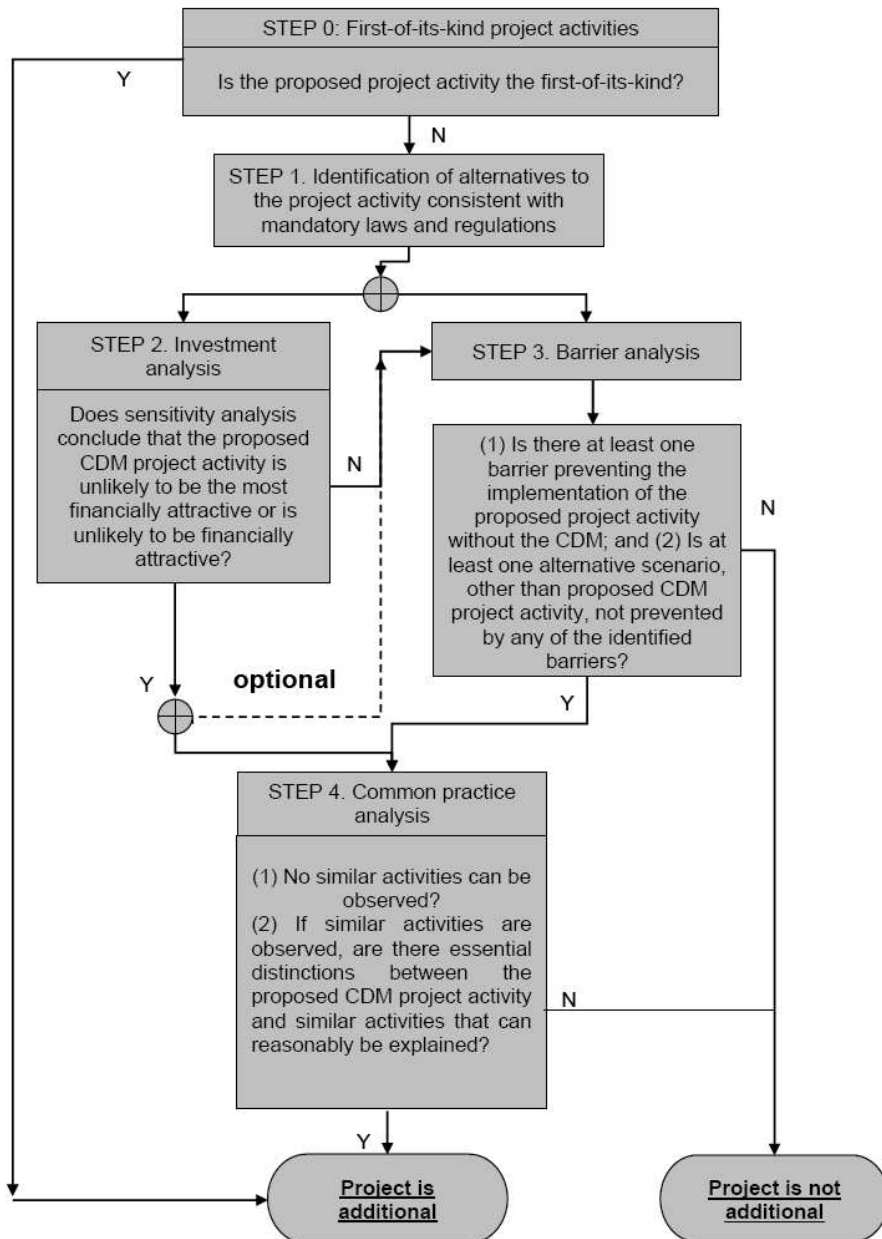 STEP 0: First-of-its-kind project activities
Is the proposed project activity the first-of-its-kind?
Y
N
STEP 1. Identification of alternatives to
the project activity consistent with
mandatory laws and regulations
STEP 2. Investment
analysis
Does sensitivity analysis
conclude that the proposed
CDM project activity is
unlikely to be the most
financially attractive or is
unlikely to be financially
attractive?
N
Y
optional
STEP 3. Barrier analysis
(1) Is there at least one
barrier preventing the
implementation of the
proposed project activity
without the CDM; and (2) Is at
least one alternative scenario,
other than proposed CDM
project activity, not prevented
by any of the identified
barriers?
N
Y
STEP 4. Common practice
analysis
(1) No similar activities can be
observed?
(2) If similar activities are
observed, are there essential
distinctions between the
proposed CDM project activity
and similar activities that can
reasonably be explained?
N
Y
Project is
additional
Project is not
additional